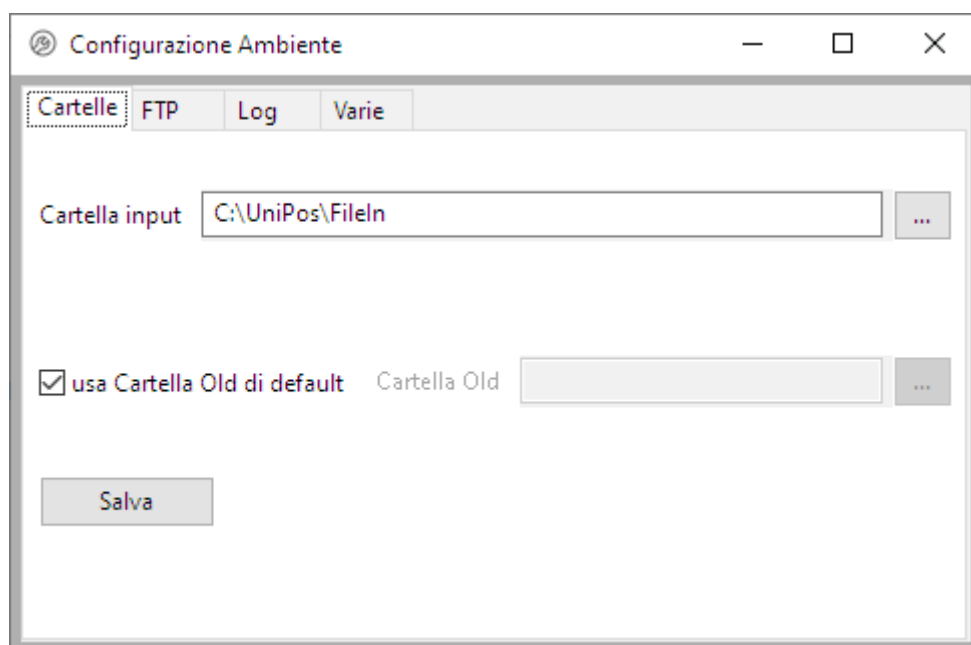 Configurazione Ambiente
Cartelle FTP Log Varie
Cartella input C:\UniPos\FileIn ...
usa Cartella Old di default Cartella Old ...
Salva